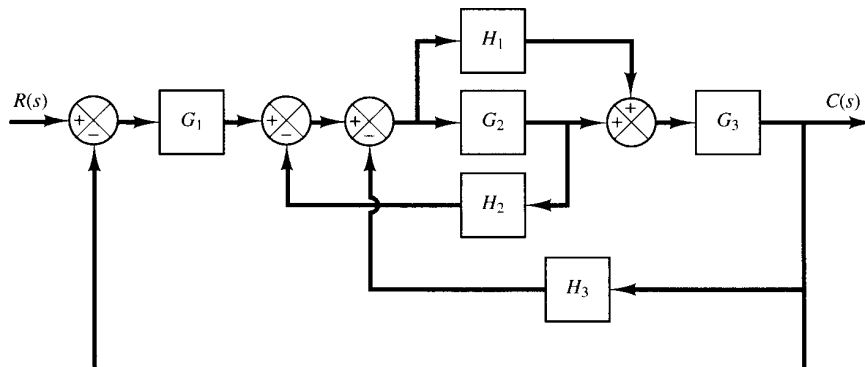 H₁
R(s)
C(s)
+
−
G₁
+
−
+
−
G₂
+
+
G₃
H₂
H₃